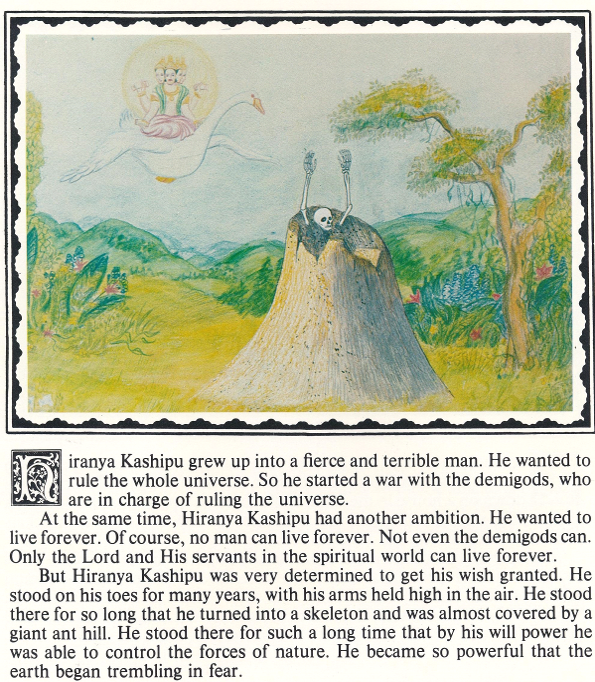 Hiranya Kashipu grew up into a fierce and terrible man. He wanted to
rule the whole universe. So he started a war with the demigods, who
are in charge of ruling the universe.
At the same time, Hiranya Kashipu had another ambition. He wanted to
live forever. Of course, no man can live forever. Not even the demigods can.
Only the Lord and His servants in the spiritual world can live forever.
But Hiranya Kashipu was very determined to get his wish granted. He
stood on his toes for many years, with his arms held high in the air. He stood
there for so long that he turned into a skeleton and was almost covered by a
giant ant hill. He stood there for such a long time that by his will power he
was able to control the forces of nature. He became so powerful that the
earth began trembling in fear.